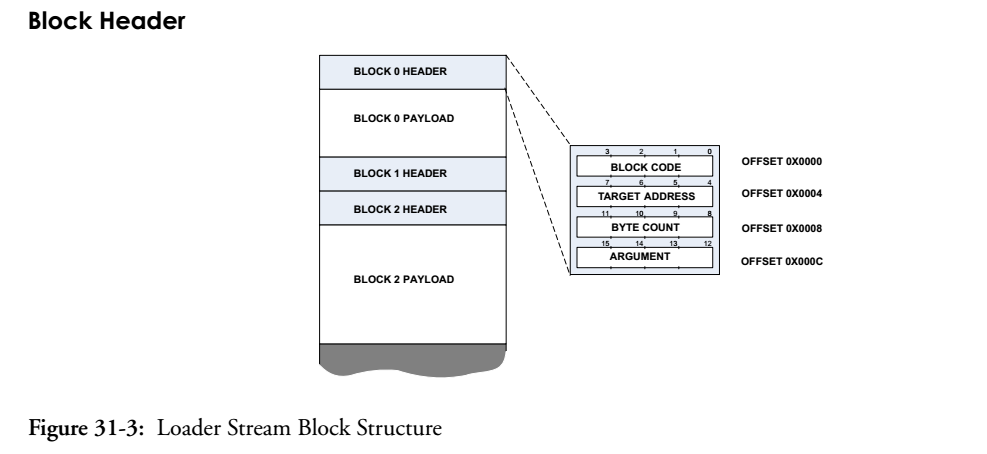 Block Header
BLOCK 0 HEADER
BLOCK 0 PAYLOAD
BLOCK 1 HEADER
BLOCK 2 HEADER
BLOCK 2 PAYLOAD
3 2 1 0
BLOCK CODE
OFFSET 0X0000
7 6 5 4
TARGET ADDRESS
OFFSET 0X0004
11 10 9 8
BYTE COUNT
OFFSET 0X0008
15 14 13 12
ARGUMENT
OFFSET 0X000C
Figure 31-3: Loader Stream Block Structure